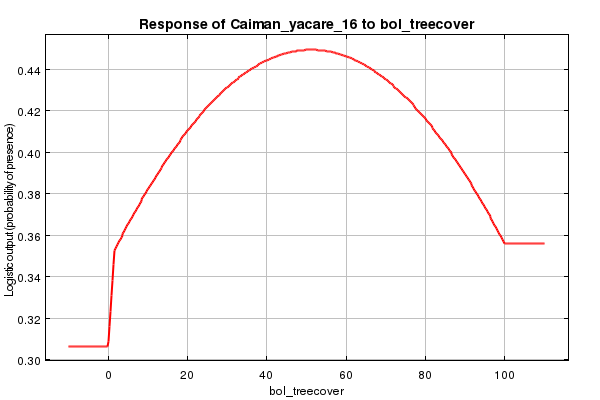 Response of Caiman_yacare_16 to bol_treecover
Logistic output (probability of presence)
0.44
0.42
0.40
0.38
0.36
0.34
0.32
0.30
0 20 40 60 80 100
bol_treecover